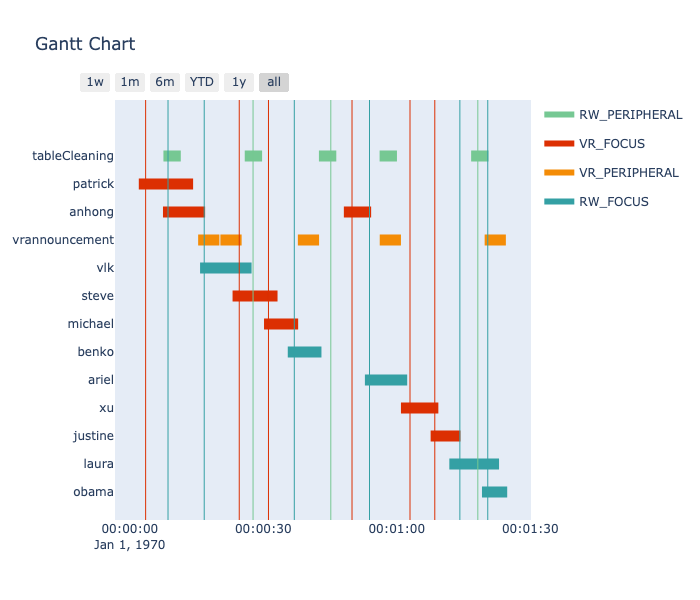 Gantt Chart
1w 1m 6m YTD 1y all
RW_PERIPHERAL
VR_FOCUS
VR_PERIPHERAL
RW_FOCUS
tableCleaning
patrick
anhong
vrannouncement
vlk
steve
michael
benko
ariel
xu
justine
laura
obama
00:00:00 00:00:30 00:01:00 00:01:30
Jan 1, 1970